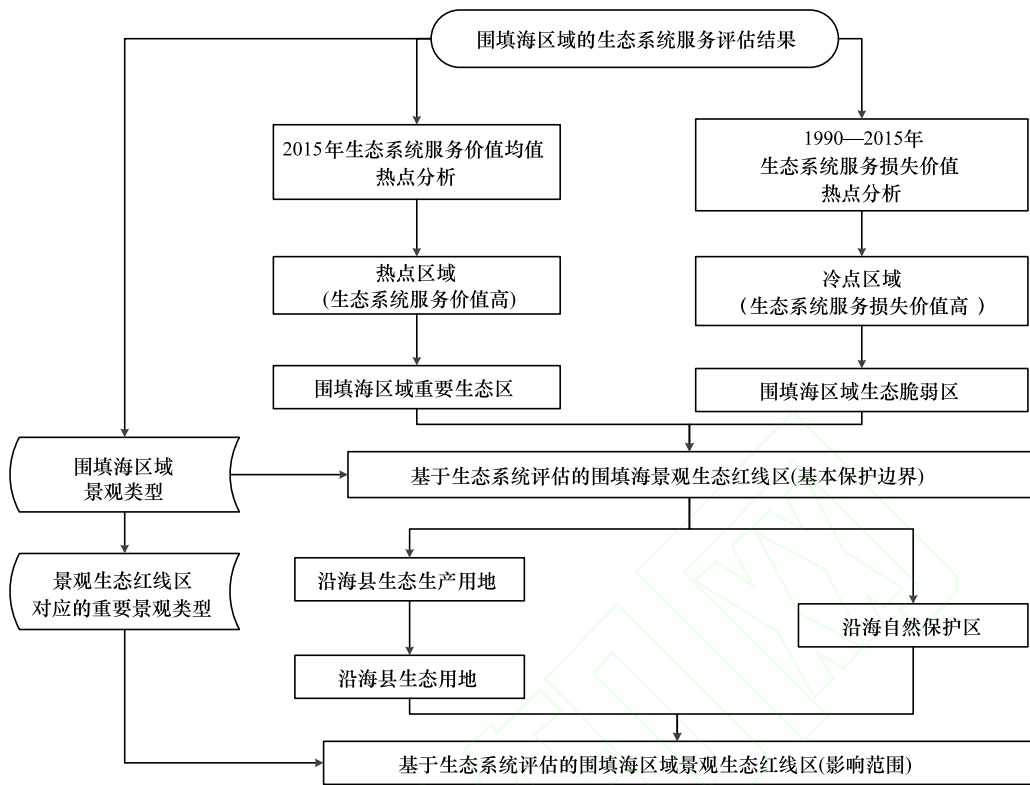 围填海区域的生态系统服务评估结果
2015年生态系统服务价值均值
热点分析
1990—2015年
生态系统服务损失价值
热点分析
热点区域
(生态系统服务价值高)
冷点区域
(生态系统服务损失价值高 )
围填海区域重要生态区
围填海区域生态脆弱区
围填海区域
景观类型
基于生态系统评估的围填海景观生态红线区(基本保护边界)
景观生态红线区
对应的重要景观类型
沿海县生态生产用地
沿海自然保护区
沿海县生态用地
基于生态系统评估的围填海区域景观生态红线区(影响范围)